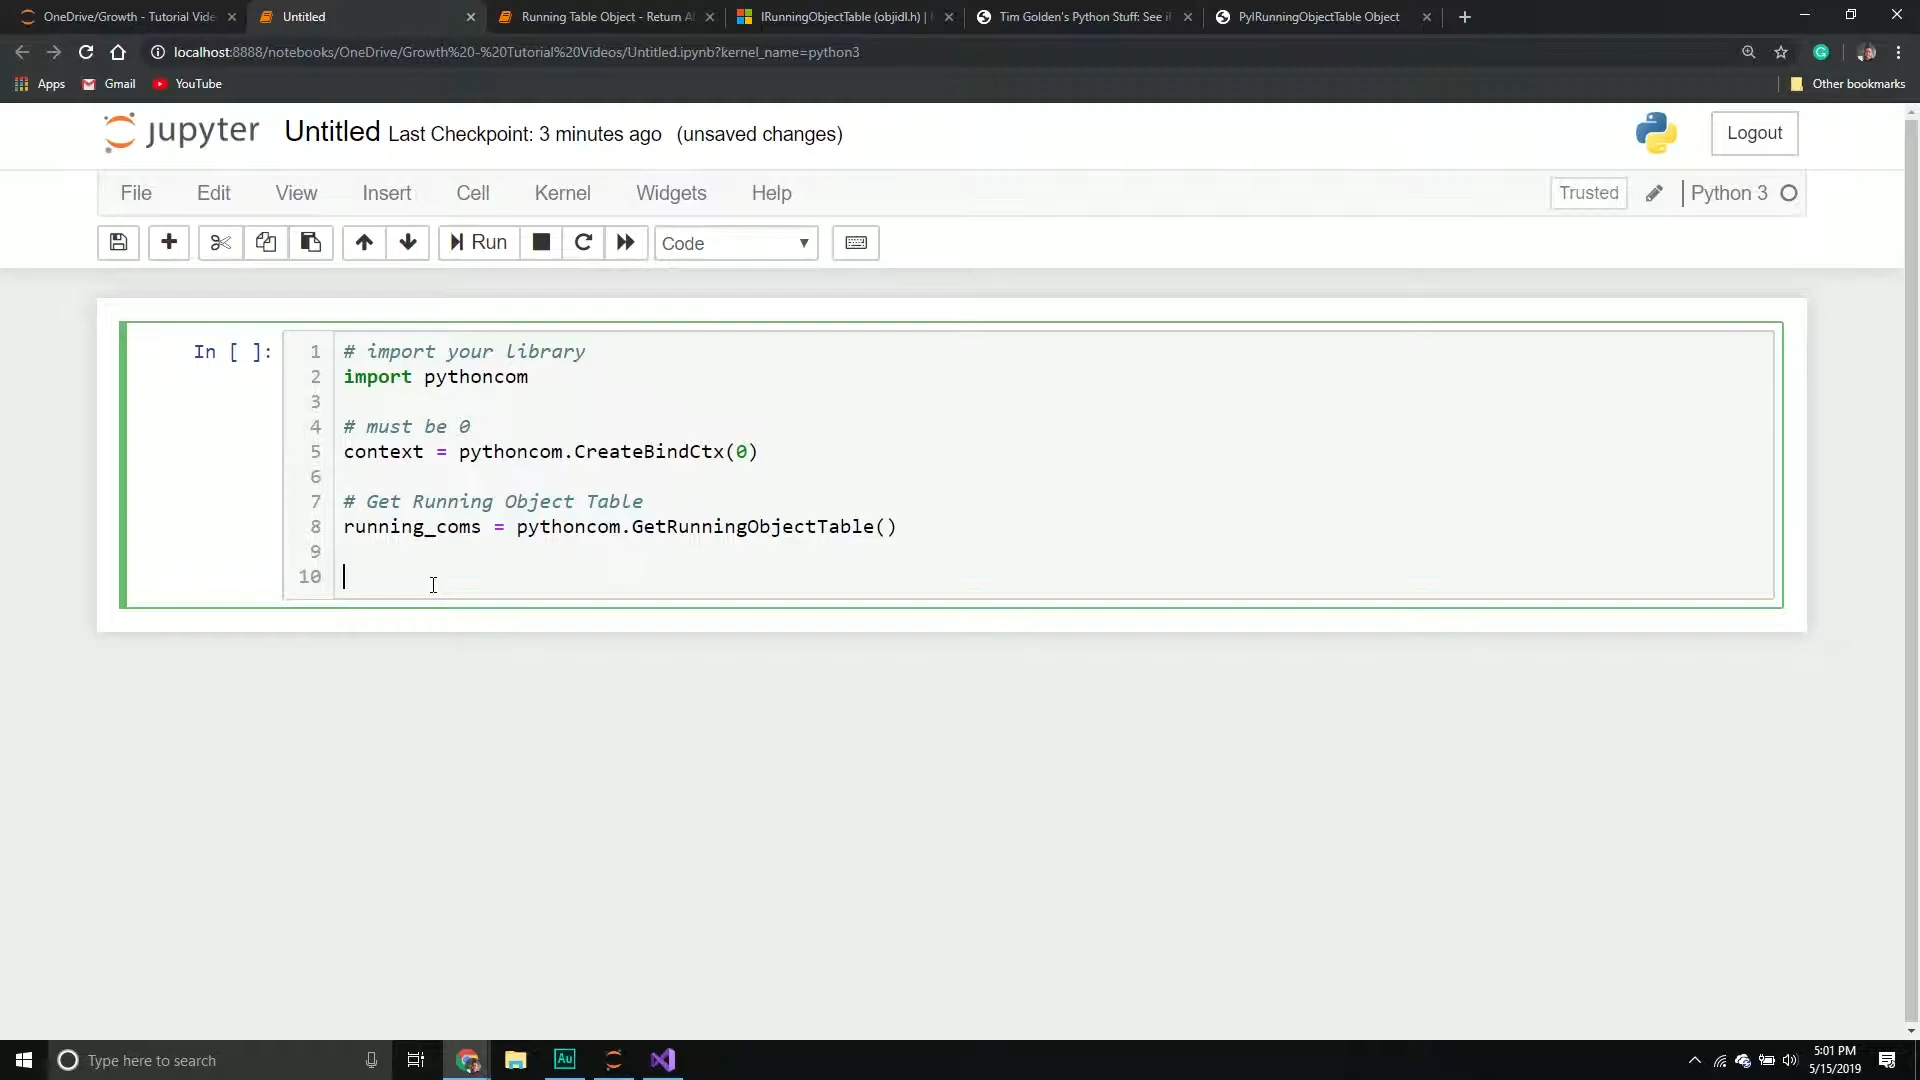 OneDrive/Growth - Tutorial Vide
Untitled
Running Table Object - Return A
IRunningObjectTable (objidl.h) |
Tim Golden's Python Stuff: See i
PyIRunningObjectTable Object
localhost:8888/notebooks/OneDrive/Growth%20-%20Tutorial%20Videos/Untitled.ipynb?kernel_name=python3
Apps
Gmail
YouTube
Other bookmarks
jupyter Untitled Last Checkpoint: 3 minutes ago (unsaved changes)
Logout
File Edit View Insert Cell Kernel Widgets Help
Trusted
Python 3
Run
Code
In [ ]:
1 # import your library
2 import pythoncom
3
4 # must be 0
5 context = pythoncom.CreateBindCtx(0)
6
7 # Get Running Object Table
8 running_coms = pythoncom.GetRunningObjectTable()
9
10
Type here to search
Au
5:01 PM
5/15/2019